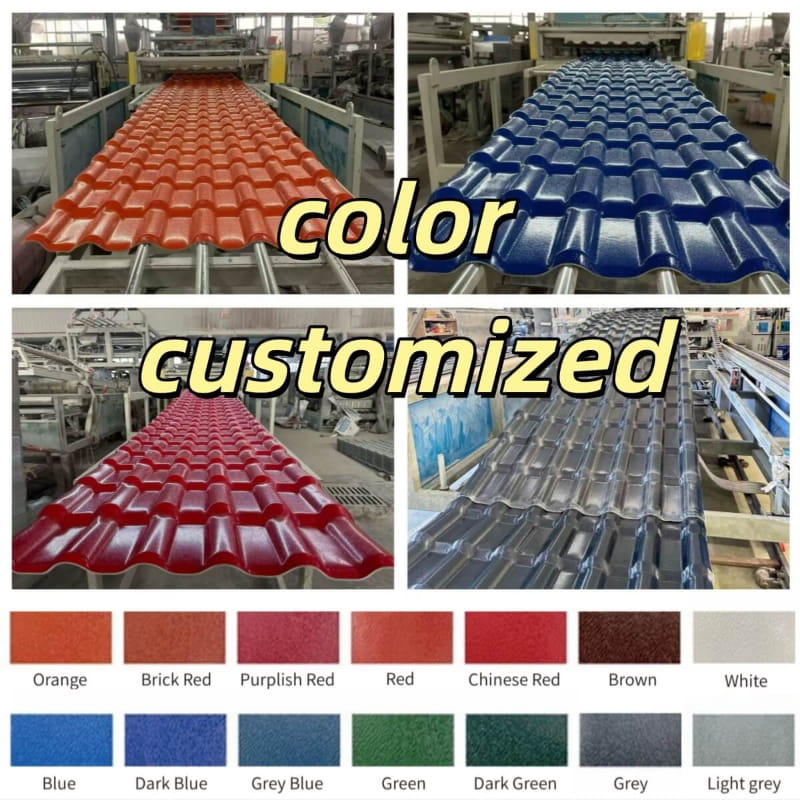 color
customized
Orange
Brick Red
Purplish Red
Red
Chinese Red
Brown
White
Blue
Dark Blue
Grey Blue
Green
Dark Green
Grey
Light grey